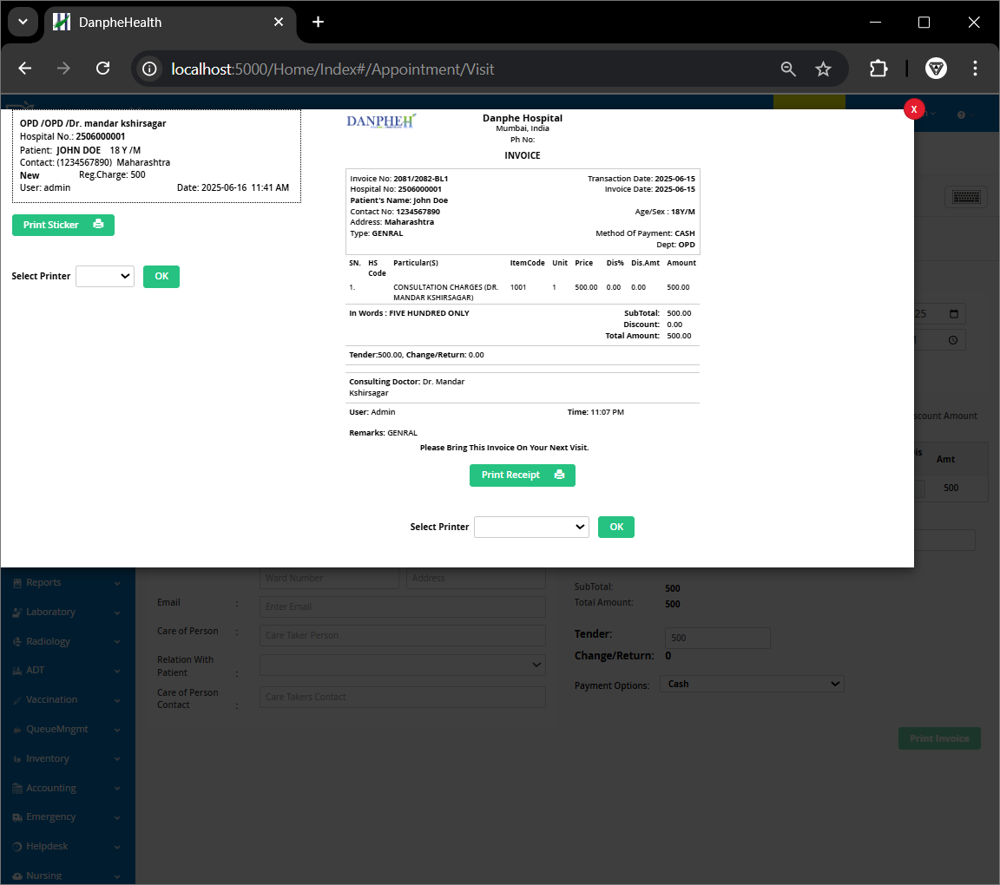 DanpheHealth
localhost:5000/Home/Index#/Appointment/Visit
X
OPD /OPD /Dr. mandar kshirsagar
Hospital No.: 2506000001
Patient: JOHN DOE 18 Y /M
Contact: (1234567890) Maharashtra
New Reg.Charge: 500
User: admin Date: 2025-06-16 11:41 AM
Print Sticker
Select Printer OK
DANPHEH
Danphe Hospital
Mumbai, India
Ph No:
INVOICE
Invoice No: 2081/2082-BL1 Transaction Date: 2025-06-15
Hospital No: 2506000001 Invoice Date: 2025-06-15
Patient's Name: John Doe
Contact No: 1234567890 Age/Sex : 18Y/M
Address: Maharashtra
Type: GENRAL Method Of Payment: CASH
Dept: OPD
SN. HS Code Particular(S) ItemCode Unit Price Dis% Dis.Amt Amount
1. CONSULTATION CHARGES (DR. 1001 1 500.00 0.00 0.00 500.00
MANDAR KSHIRSAGAR)
In Words : FIVE HUNDRED ONLY SubTotal: 500.00
Discount: 0.00
Total Amount: 500.00
Tender:500.00, Change/Return: 0.00
Consulting Doctor: Dr. Mandar
Kshirsagar
User: Admin Time: 11:07 PM
Remarks: GENRAL
Please Bring This Invoice On Your Next Visit.
Print Receipt
Select Printer OK
25
scount Amount
is Amt
500
Reports
Laboratory
Radiology
ADT
Vaccination
QueueMngmt
Inventory
Accounting
Emergency
Helpdesk
Nursing
Ward Number Address
Email : Enter Email
Care of Person : Care Taker Person
Relation With
Patient :
Care of Person
Contact : Care Takers Contact
SubTotal: 500
Total Amount: 500
Tender: 500
Change/Return: 0
Payment Options: Cash
Print Invoice